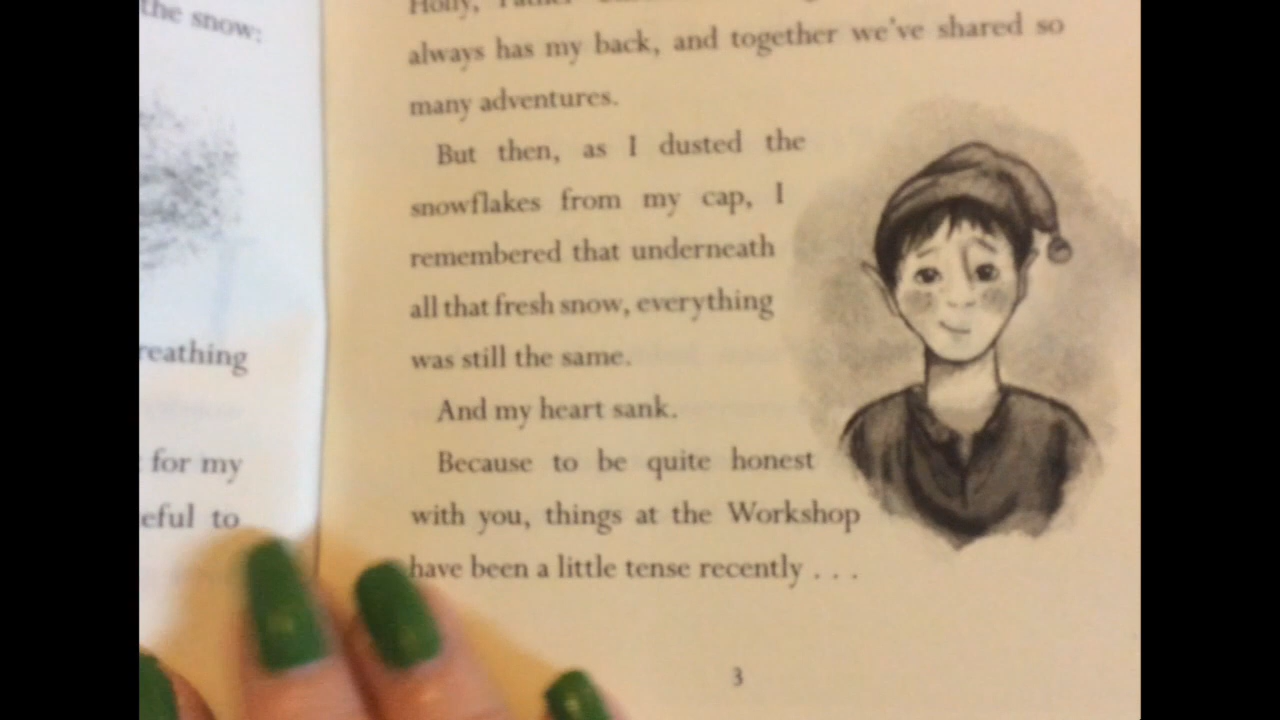 the snow:
reathing
for my
eful to
Holly, Father
always has my back, and together we've shared so
many adventures.
But then, as I dusted the
snowflakes from my cap, I
remembered that underneath
all that fresh snow, everything
was still the same.
And my heart sank.
Because to be quite honest
with you, things at the Workshop
have been a little tense recently . . .
3